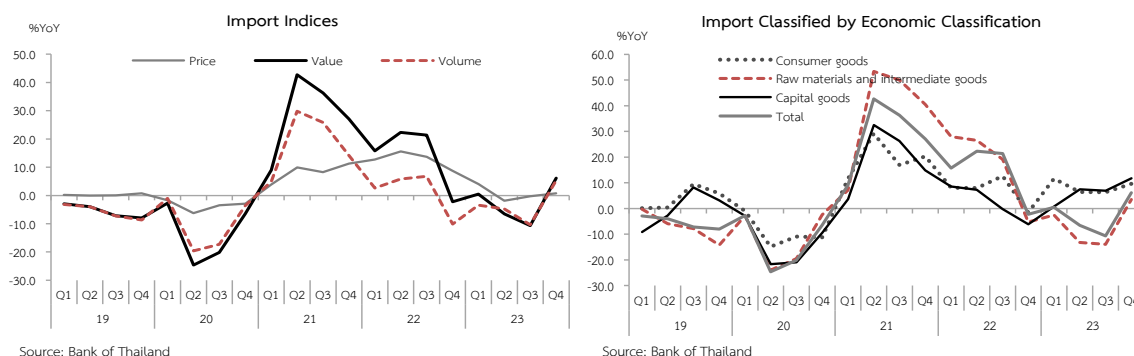 Import Indices
%YoY
Price Value Volume
50.0
40.0
30.0
20.0
10.0
0.0
-10.0
-20.0
-30.0
Q1 Q2 Q3 Q4 Q1 Q2 Q3 Q4 Q1 Q2 Q3 Q4 Q1 Q2 Q3 Q4 Q1 Q2 Q3 Q4
19 20 21 22 23
Source: Bank of Thailand
Import Classified by Economic Classification
%YoY
Consumer goods
Raw materials and intermediate goods
Capital goods
Total
60.0
50.0
40.0
30.0
20.0
10.0
0.0
-10.0
-20.0
-30.0
Q1 Q2 Q3 Q4 Q1 Q2 Q3 Q4 Q1 Q2 Q3 Q4 Q1 Q2 Q3 Q4 Q1 Q2 Q3 Q4
19 20 21 22 23
Source: Bank of Thailand